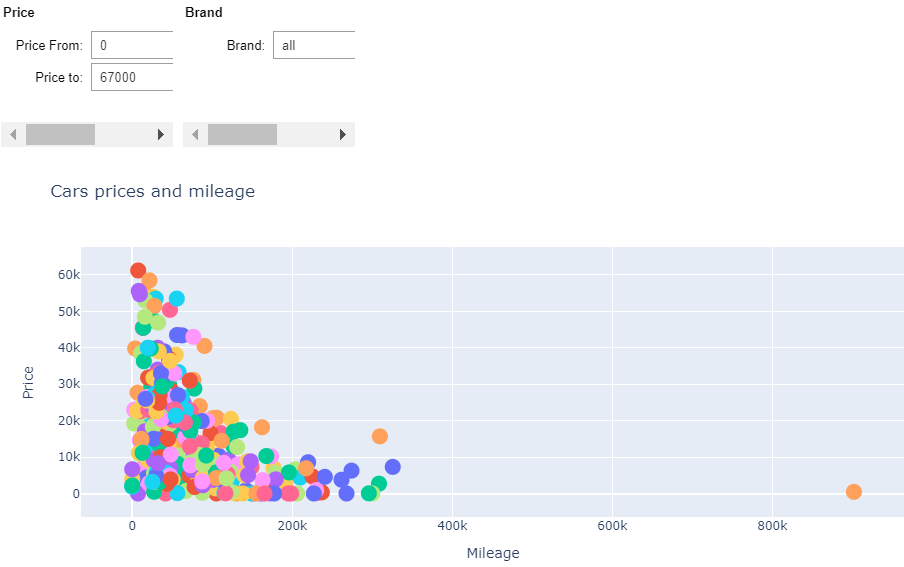 Price
Brand
Price From: 0
Brand: all
Price to: 67000
Cars prices and mileage
60k
50k
40k
30k
20k
10k
0
Price
0
200k
400k
600k
800k
Mileage